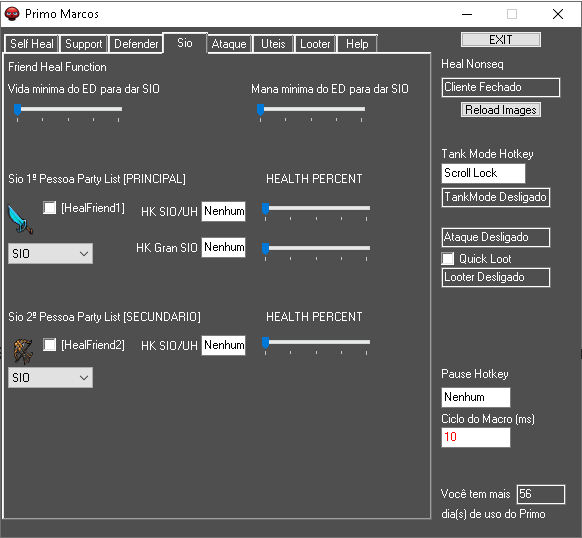 Primo Marcos
Self Heal Support Defender Sio Ataque Uteis Looter Help
EXIT
Friend Heal Function
Heal Nonseq
Vida minima do ED para dar SIO
Mana minima do ED para dar SIO
Cliente Fechado
Reload Images
Tank Mode Hotkey
Scroll Lock
TankMode Desligado
Sio 1º Pessoa Party List [PRINCIPAL]
HEALTH PERCENT
[HealFriend1]
HK SIO/UH
Nenhum
HK Gran SIO
Nenhum
SIO
Ataque Desligado
Quick Loot
Looter Desligado
Sio 2º Pessoa Party List [SECUNDARIO]
HEALTH PERCENT
[HealFriend2]
HK SIO/UH
Nenhum
SIO
Pause Hotkey
Nenhum
Ciclo do Macro (ms)
10
Você tem mais 56
dia(s) de uso do Primo